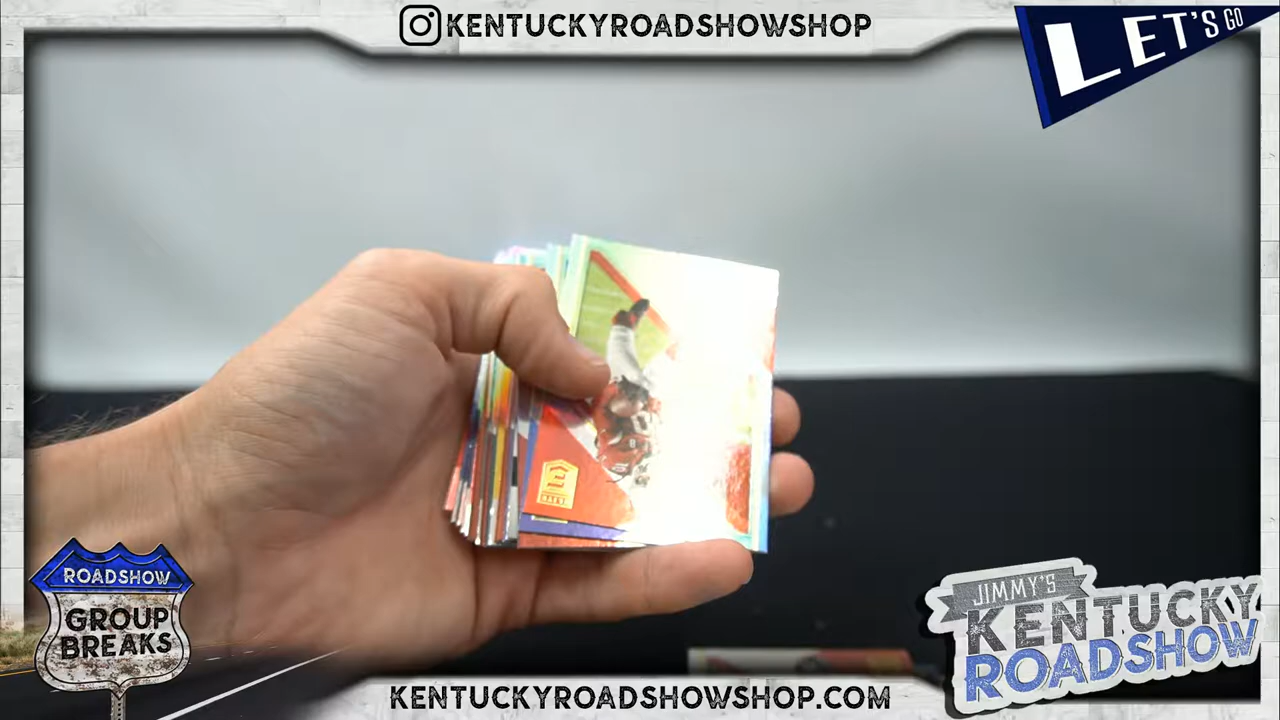 KENTUCKYROADSHOWSHOP
LET'S GO
ROADSHOW
GROUP
BREAKS
JIMMY'S
KENTUCKY
ROADSHOW
KENTUCKYROADSHOWSHOP.COM